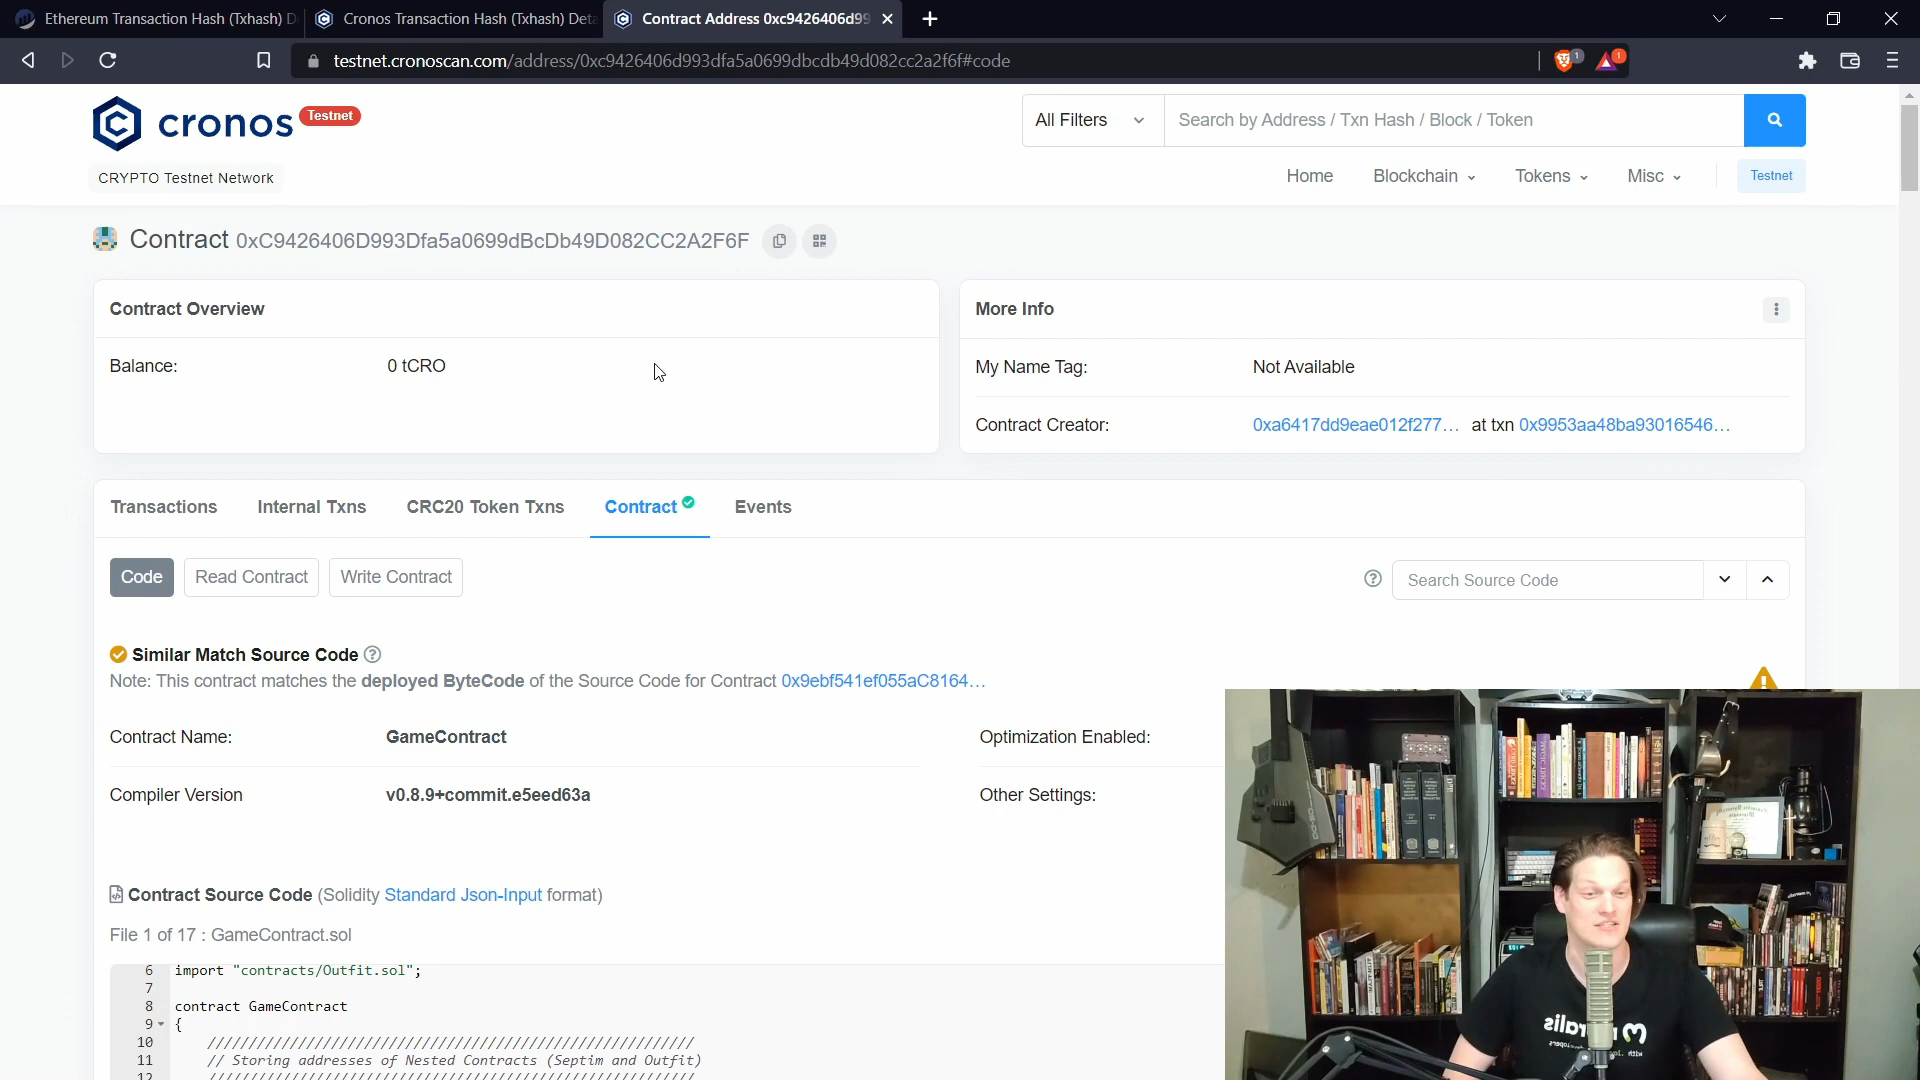 Ethereum Transaction Hash (Txhash) D
Cronos Transaction Hash (Txhash) Deta
Contract Address 0xc9426406d99
testnet.cronoscan.com/address/0xc9426406d993dfa5a0699dbcdb49d082cc2a2f6f#code
1
1
cronos
Testnet
CRYPTO Testnet Network
All Filters
Search by Address / Txn Hash / Block / Token
Home
Blockchain
Tokens
Misc
Testnet
Contract 0xC9426406D993Dfa5a0699dBcDb49D082CC2A2F6F
Contract Overview
Balance:
0 tCRO
More Info
My Name Tag:
Not Available
Contract Creator:
0xa6417dd9eae012f277... at txn 0x9953aa48ba93016546...
Transactions
Internal Txns
CRC20 Token Txns
Contract
Events
Code
Read Contract
Write Contract
Search Source Code
Similar Match Source Code
Note: This contract matches the deployed ByteCode of the Source Code for Contract 0x9ebf541ef055aC8164...
Contract Name:
GameContract
Optimization Enabled:
Compiler Version
v0.8.9+commit.e5eed63a
Other Settings:
Contract Source Code (Solidity Standard Json-Input format)
File 1 of 17 : GameContract.sol
6 import "contracts/Outfit.sol";
7
8 contract GameContract
9 {
10 ///////////////////////////////////////////////////////////
11 // Storing addresses of Nested Contracts (Septim and Outfit)
12 ///////////////////////////////////////////////////////////
moralis